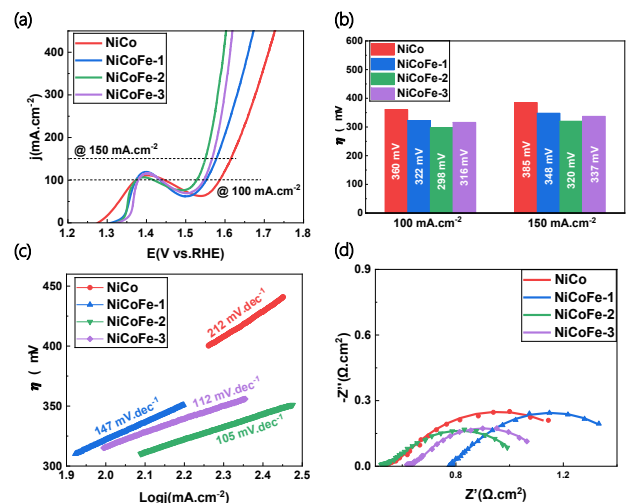 (a)
NiCo
NiCoFe-1
NiCoFe-2
NiCoFe-3
@ 150 mA.cm-2
@ 100 mA.cm-2
j(mA.cm-2)
400
300
200
100
0
1.2 1.3 1.4 1.5 1.6 1.7 1.8
E(V vs.RHE)
(b)
NiCo
NiCoFe-1
NiCoFe-2
NiCoFe-3
η ( mV
600
500
400
300
200
100
0
360 mV
322 mV
298 mV
316 mV
385 mV
348 mV
320 mV
337 mV
100 mA.cm-2 150 mA.cm-2
(c)
NiCo
NiCoFe-1
NiCoFe-2
NiCoFe-3
212 mV.dec-1
147 mV.dec-1
112 mV.dec-1
105 mV.dec-1
η ( mV
450
400
350
300
1.9 2.0 2.1 2.2 2.3 2.4 2.5
Logj(mA.cm-2)
(d)
NiCo
NiCoFe-1
NiCoFe-2
NiCoFe-3
-Z''(Ω.cm2)
0.9
0.6
0.3
0.0
0.8 1.2
Z'(Ω.cm2)